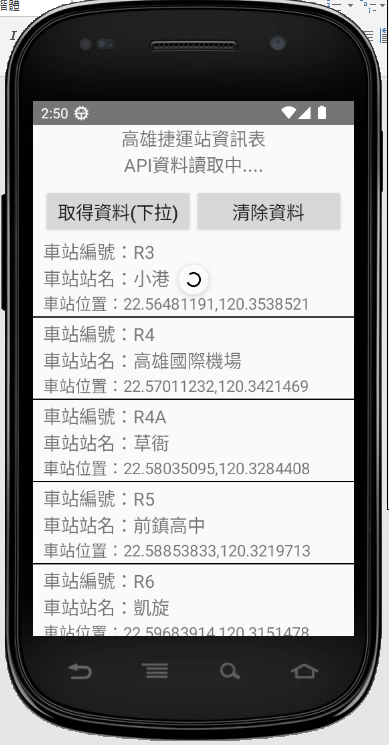 2:50
高雄捷運站資訊表
API資料讀取中....
取得資料(下拉) 清除資料
車站編號：R3
車站站名：小港
車站位置：22.56481191,120.3538521
車站編號：R4
車站站名：高雄國際機場
車站位置：22.57011232,120.3421469
車站編號：R4A
車站站名：草衙
車站位置：22.58035095,120.3284408
車站編號：R5
車站站名：前鎮高中
車站位置：22.58853833,120.3219713
車站編號：R6
車站站名：凱旋
車站位置：22.59683914,120.3151478